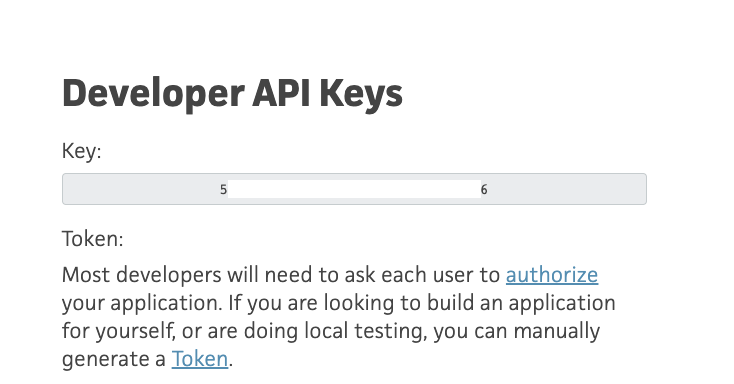 Developer API Keys
Key:
5 6
Token:
Most developers will need to ask each user to authorize
your application. If you are looking to build an application
for yourself, or are doing local testing, you can manually
generate a Token.